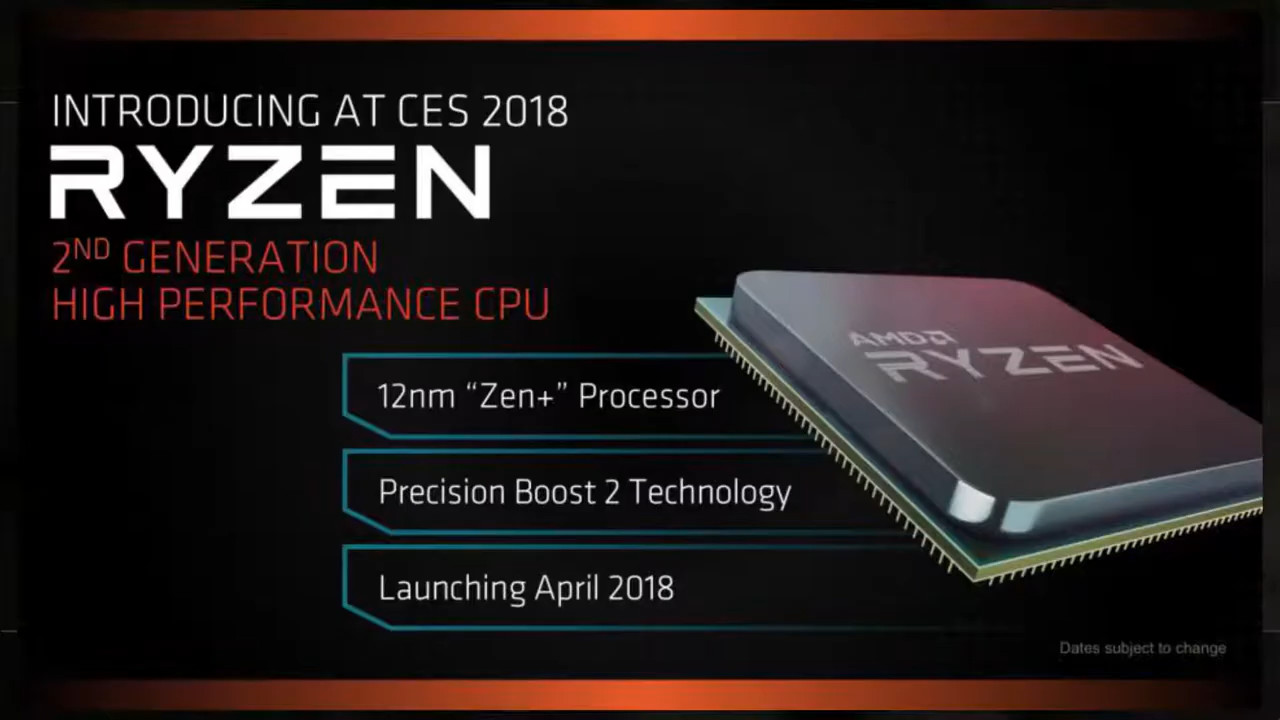 INTRODUCING AT CES 2018
RYZEN
2ND GENERATION
HIGH PERFORMANCE CPU
AMD
RYZEN
12nm “Zen+” Processor
Precision Boost 2 Technology
Launching April 2018
Dates subject to change